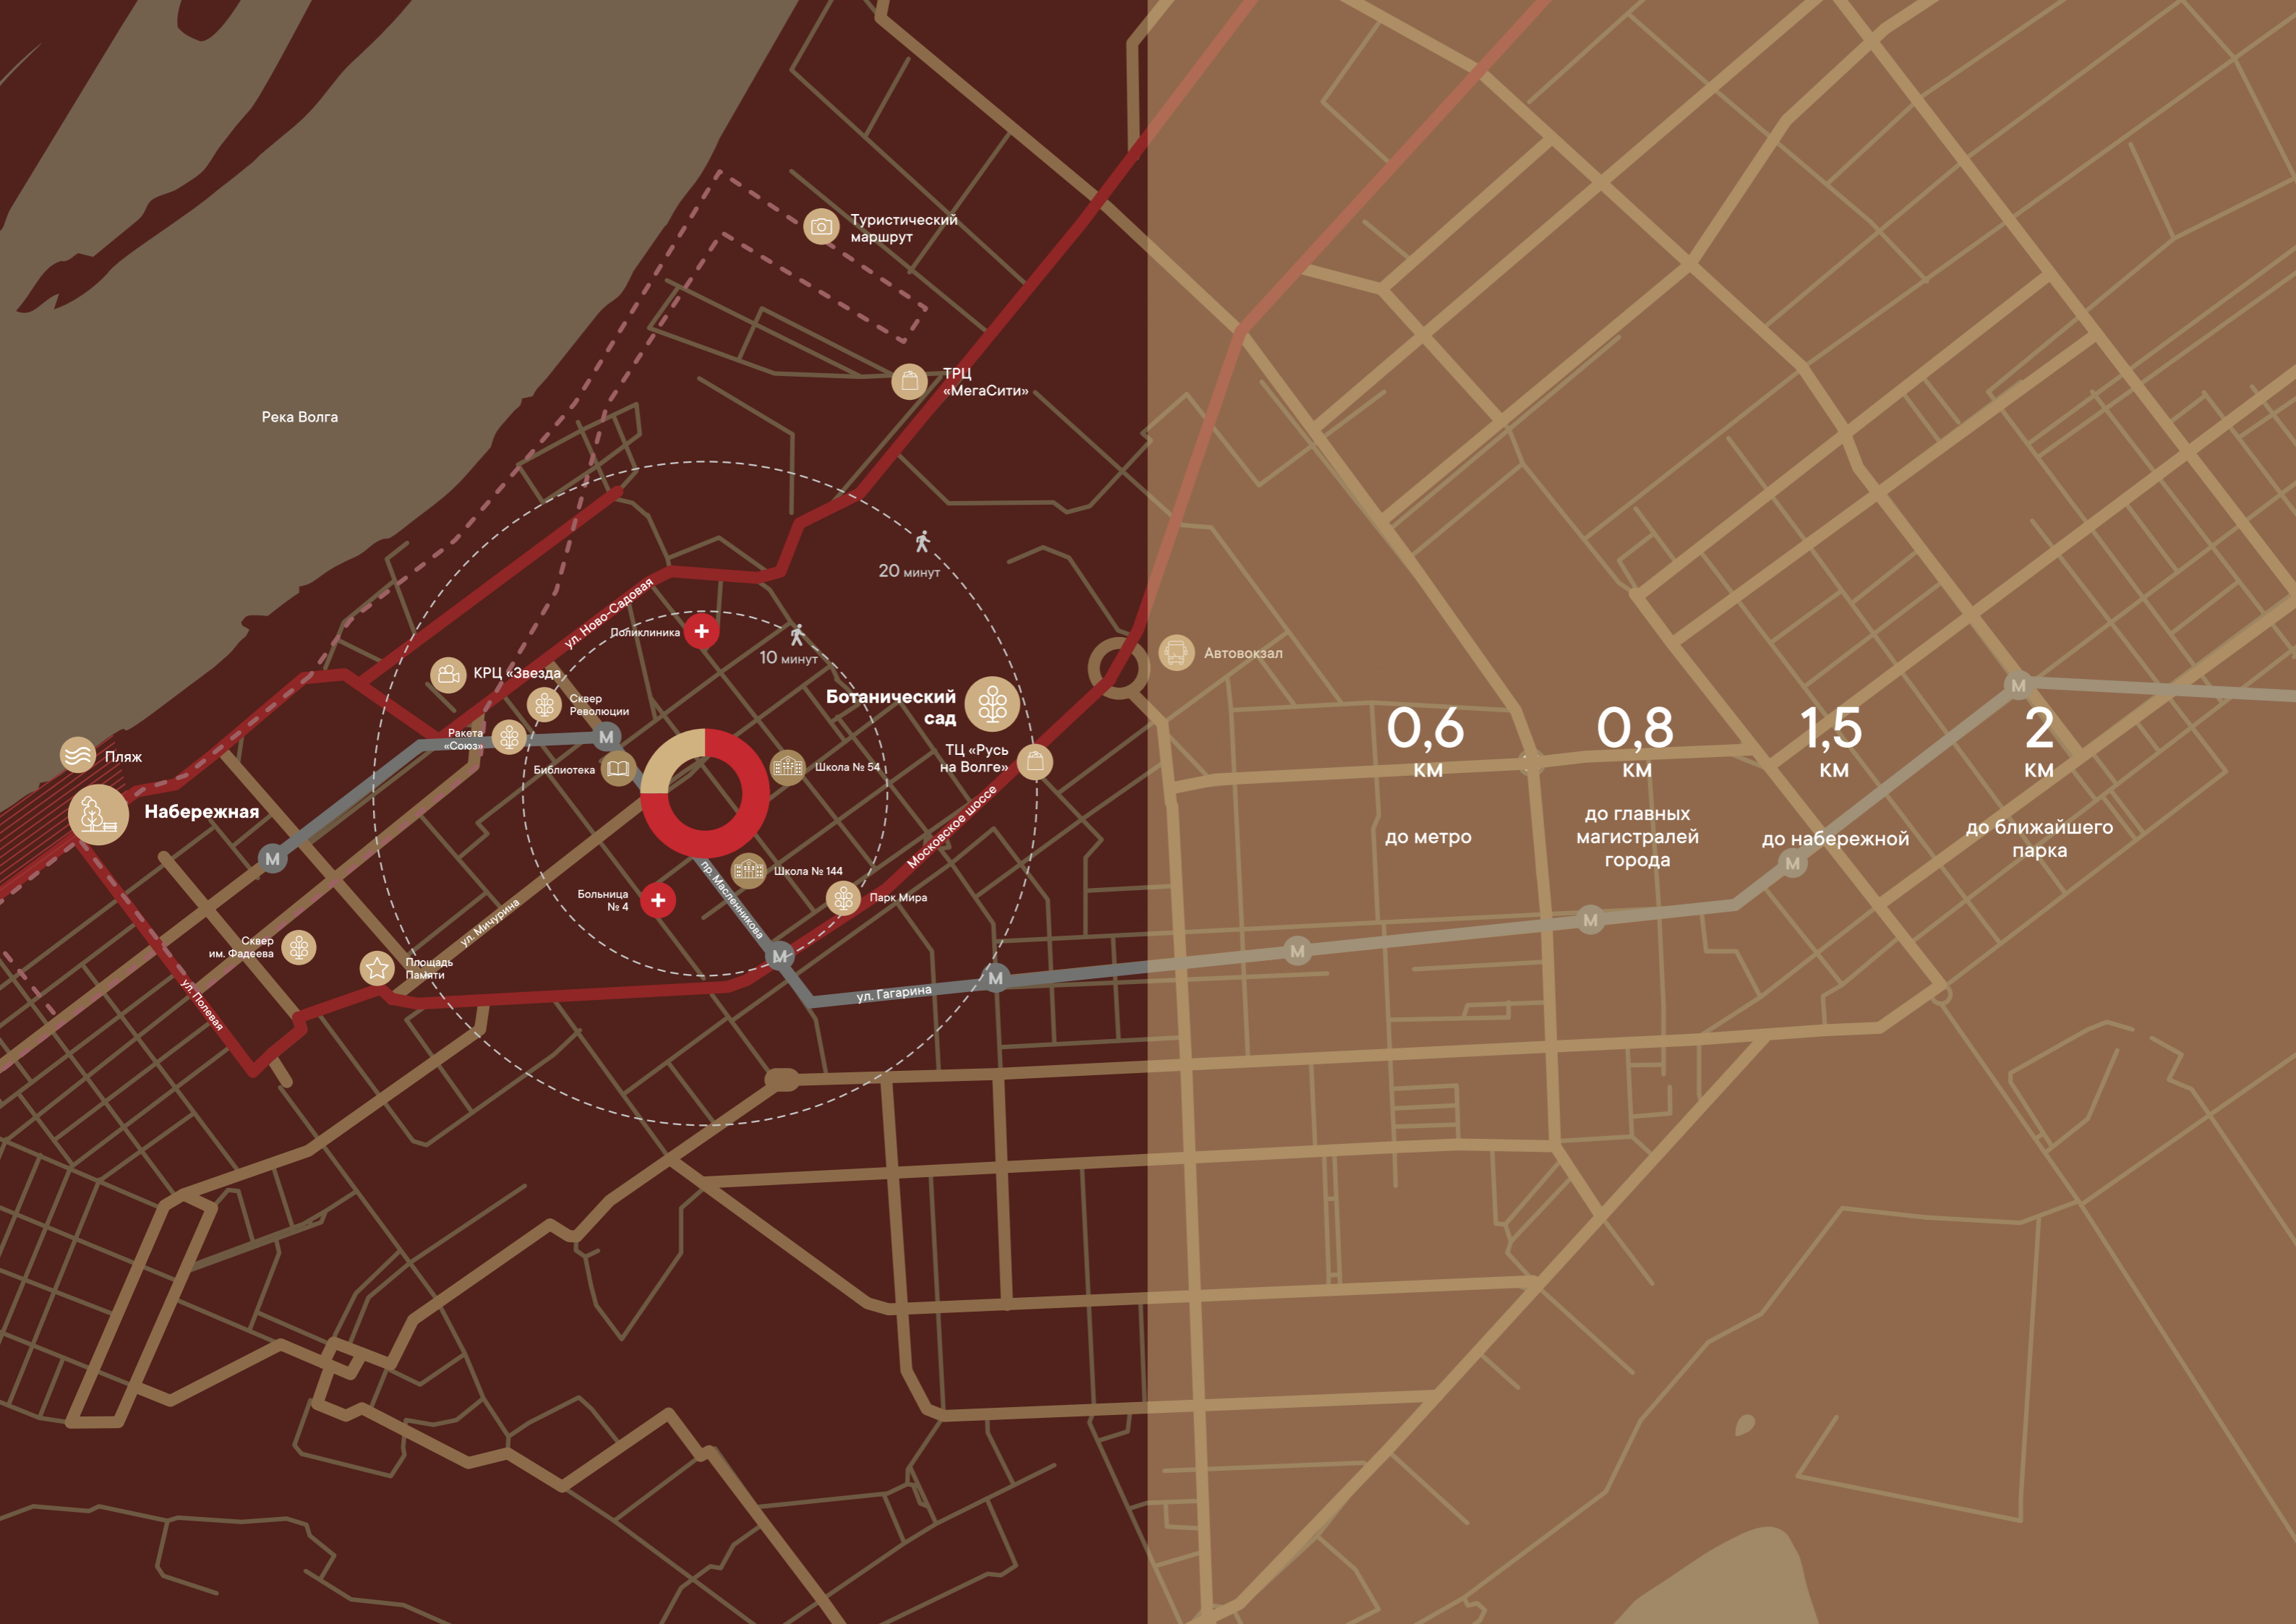 Туристический
маршрут
ТРЦ
«МегаСити»
Река Волга
20 минут
ул. Ново-Садовая
Поликлиника
10 минут
Автовокзал
КРЦ «Звезда
Сквер
Революции
Ботанический
сад
Ракета
«Союз»
М
М
Библиотека
Школа № 54
ТЦ «Русь
на Волге»
Пляж
Набережная
М
Московское шоссе
пр. Масленникова
Школа № 144
Больница
№ 4
Парк Мира
ул. Мичурина
Сквер
им. Фадеева
Площадь
Памяти
ул. Полевая
М
М
ул. Гагарина
М
М
М
0,6
км
до метро
0,8
км
до главных
магистралей
города
1,5
км
до набережной
2
км
до ближайшего
парка